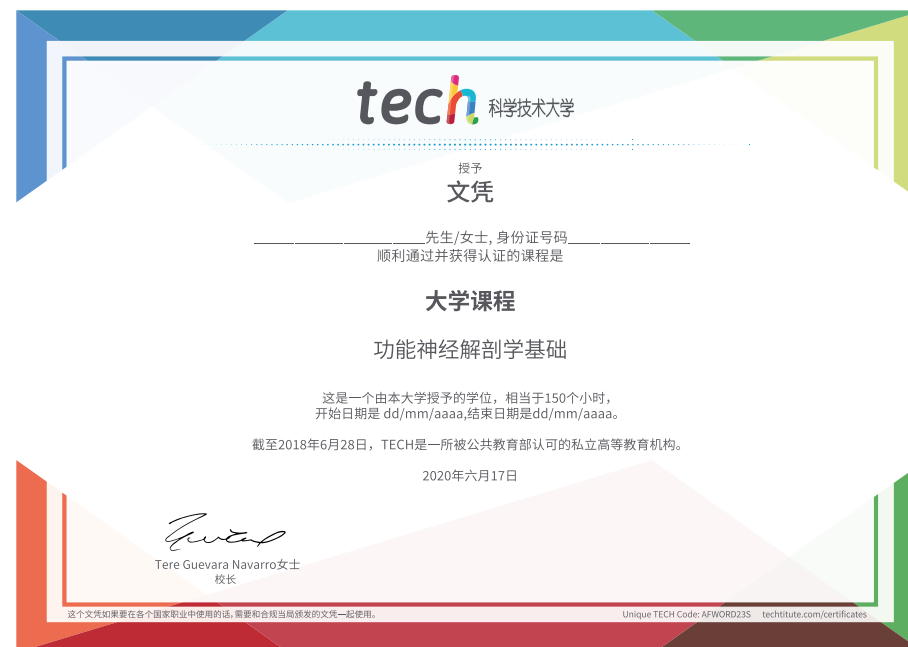 tech 科学技术大学
授予
文凭
______________________先生/女士, 身份证号码_______________
顺利通过并获得认证的课程是
大学课程
功能神经解剖学基础
这是一个由本大学授予的学位，相当于150个小时，
开始日期是 dd/mm/aaaa,结束日期是dd/mm/aaaa。
截至2018年6月28日，TECH是一所被公共教育部认可的私立高等教育机构。
2020年六月17日
Tere Guevara Navarro女士
校长
这个文凭如果要在各个国家职业中使用的话,需要和合规当局颁发的文凭一起使用。
Unique TECH Code: AFWORD23S techtitute.com/certificates